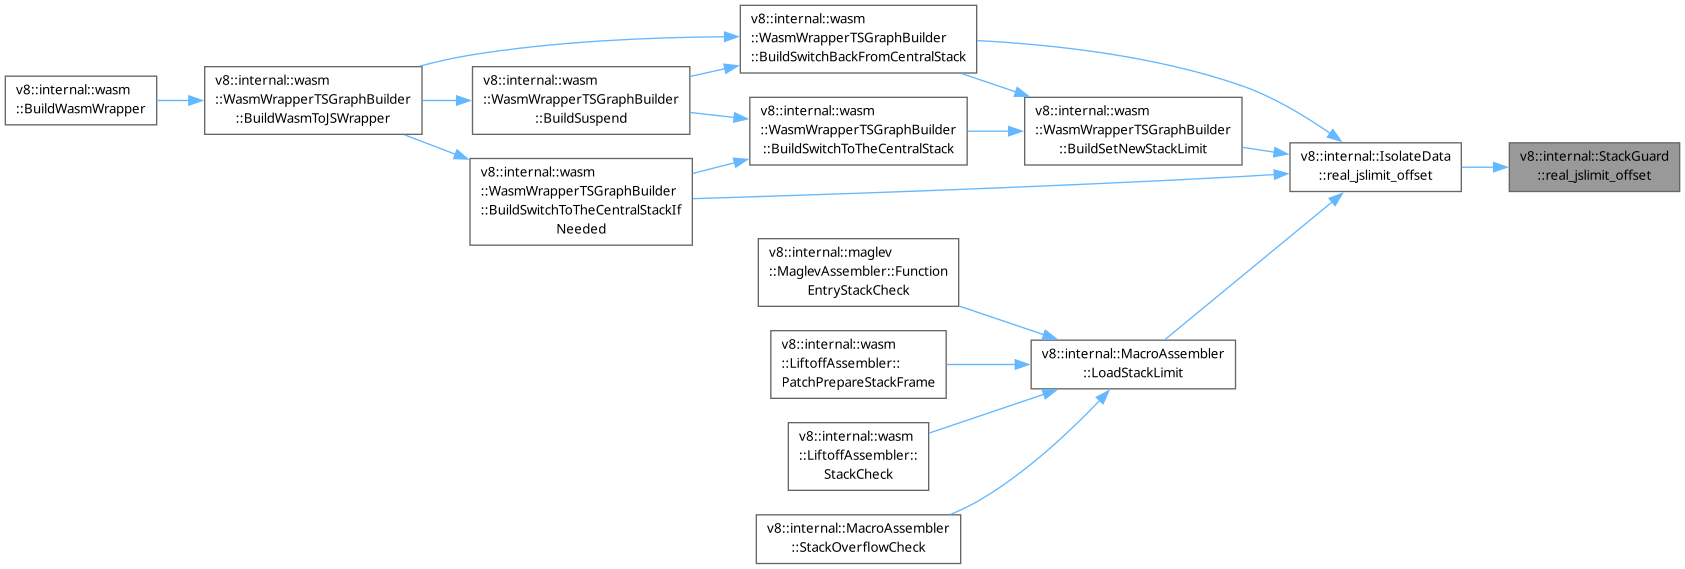 v8::internal::wasm
::BuildWasmWrapper
v8::internal::wasm
::WasmWrapperTSGraphBuilder
::BuildWasmToJSWrapper
v8::internal::wasm
::WasmWrapperTSGraphBuilder
::BuildSuspend
v8::internal::wasm
::WasmWrapperTSGraphBuilder
::BuildSwitchToTheCentralStackIf
Needed
v8::internal::wasm
::WasmWrapperTSGraphBuilder
::BuildSwitchBackFromCentralStack
v8::internal::wasm
::WasmWrapperTSGraphBuilder
::BuildSwitchToTheCentralStack
v8::internal::wasm
::WasmWrapperTSGraphBuilder
::BuildSetNewStackLimit
v8::internal::IsolateData
::real_jslimit_offset
v8::internal::StackGuard
::real_jslimit_offset
v8::internal::maglev
::MaglevAssembler::Function
EntryStackCheck
v8::internal::wasm
::LiftoffAssembler::
PatchPrepareStackFrame
v8::internal::wasm
::LiftoffAssembler::
StackCheck
v8::internal::MacroAssembler
::StackOverflowCheck
v8::internal::MacroAssembler
::LoadStackLimit